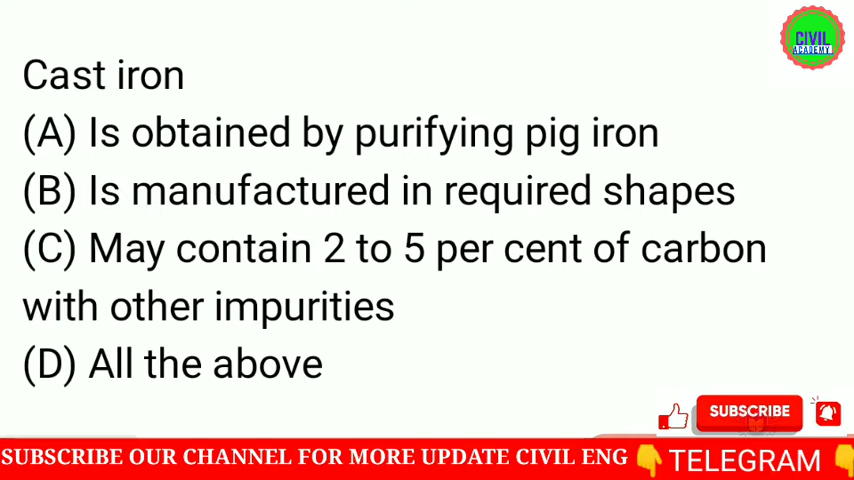 CIVIL
ACADEMY
Cast iron
(A) Is obtained by purifying pig iron
(B) Is manufactured in required shapes
(C) May contain 2 to 5 per cent of carbon
with other impurities
(D) All the above
SUBSCRIBE
SUBSCRIBE OUR CHANNEL FOR MORE UPDATE CIVIL ENG 👇 TELEGRAM 👇